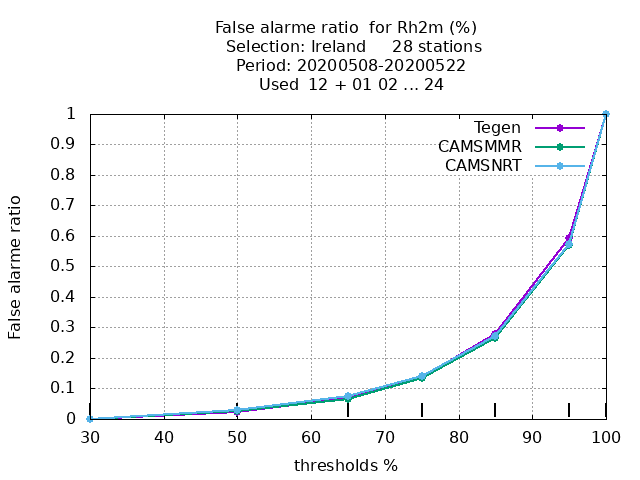 False alarme ratio  for Rh2m (%)
Selection: Ireland     28 stations
Period: 20200508-20200522
Used  12 + 01 02 ... 24
Tegen
CAMSMMR
CAMSNRT
1
0.9
0.8
0.7
0.6
0.5
0.4
0.3
0.2
0.1
0
False alarme ratio
30 40 50 60 70 80 90 100
thresholds %